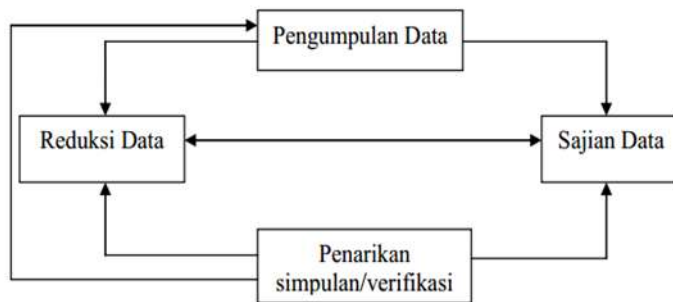 Pengumpulan Data
Reduksi Data
Sajian Data
Penarikan
simpulan/verifikasi